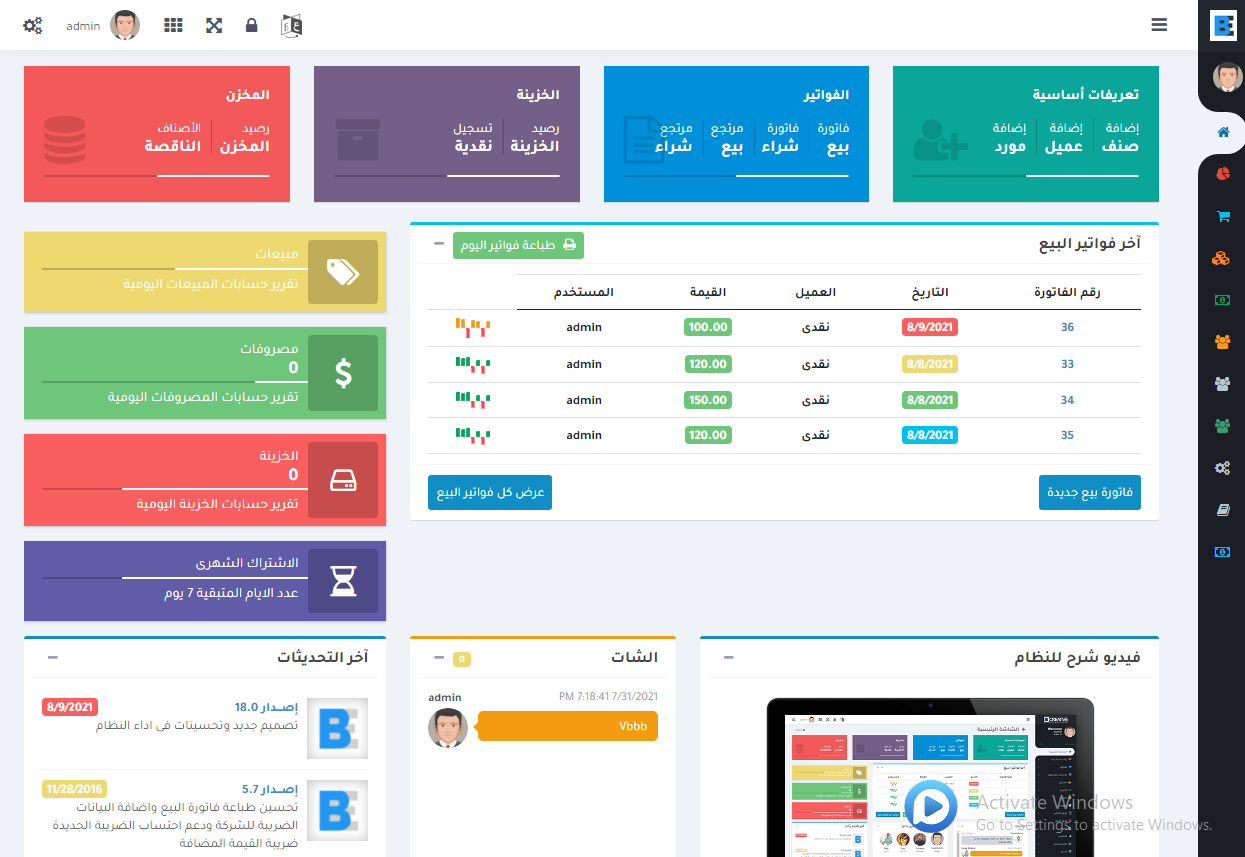 admin
تعريفات أساسية
إضافة
صنف
إضافة
عميل
إضافة
مورد
الفواتير
فاتورة
بيع
فاتورة
شراء
مرتجع
بيع
مرتجع
شراء
الخزينة
رصيد
الخزينة
تسجيل
نقدية
المخزن
رصيد
المخزن
الأصناف
الناقصة
آخر فواتير البيع
طباعة فواتير اليوم
رقم الفاتورة التاريخ العميل القيمة المستخدم
36 8/9/2021 نقدى 100.00 admin
33 8/8/2021 نقدى 120.00 admin
34 8/8/2021 نقدى 150.00 admin
35 8/8/2021 نقدى 120.00 admin
فاتورة بيع جديدة
عرض كل فواتير البيع
مبيعات
تقرير حسابات المبيعات اليومية
مصروفات
0
تقرير حسابات المصروفات اليومية
الخزينة
0
تقرير حسابات الخزينة اليومية
الاشتراك الشهرى
عدد الايام المتبقية 7 يوم
فيديو شرح للنظام
الشاشة الرئيسية
Activate Windows
Go to Settings to activate Windows.
الشات
0
admin
7/31/2021 7:18:41 PM
Vbbb
آخر التحديثات
إصــدار 18.0
8/9/2021
تصميم جديد وتحسينات فى اداء النظام
إصــدار 5.7
11/28/2016
تحسين طباعة فاتورة البيع واضافة البيانات
الضريبة للشركة ودعم احتساب الضريبة الجديدة
ضريبة القيمة المضافة